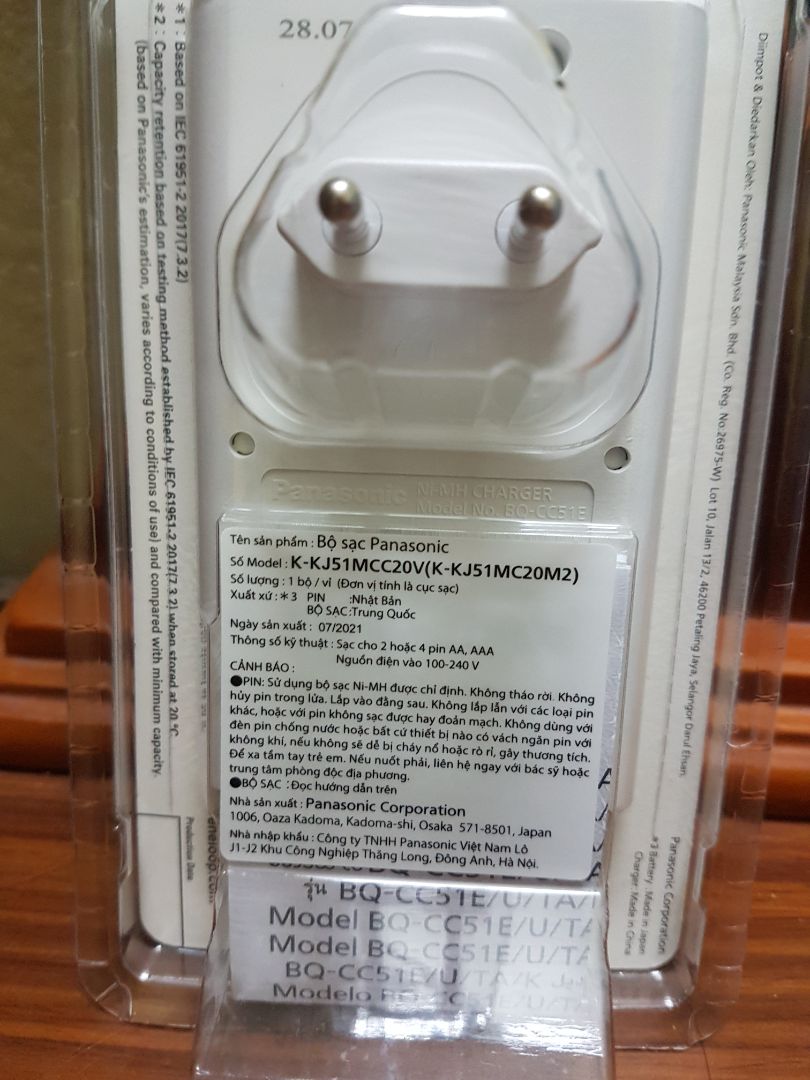 28.07
*1 : Based on IEC 61951-2 2017(7.3.2)
*2 : Capacity retention based on testing method established by IEC 61951-2 2017(7.3.2) when stored at 20 °C
(based on Panasonic's estimation, varies according to conditions of use) and compared with minimum capacity.
Diimpot & Diedarkan Oleh: Panasonic Malaysia Sdn. Bhd. (Co. Reg. No:26975-W) Lot 10, Jalan 13/2, 46200 Petaling Jaya, Selangor Darul Ehsan.
Panasonic Ni-MH CHARGER
Model No. BQ-CC51E
Tên sản phẩm : Bộ sạc Panasonic
Số Model : K-KJ51MCC20V(K-KJ51MC20M2)
Số lượng : 1 bộ / vỉ (Đơn vị tính là cục sạc)
Xuất xứ : *3 PIN :Nhật Bản
BỘ SẠC :Trung Quốc
Ngày sản xuất : 07/2021
Thông số kỹ thuật : Sạc cho 2 hoặc 4 pin AA, AAA
Nguồn điện vào 100-240 V
CẢNH BÁO :
●PIN: Sử dụng bộ sạc Ni-MH được chỉ định. Không tháo rời. Không
hủy pin trong lửa. Lắp vào đằng sau. Không lắp lẫn với các loại pin
khác, hoặc với pin không sạc được hay đoản mạch. Không dùng với
đèn pin chống nước hoặc bất cứ thiết bị nào có vách ngăn pin với
không khí, nếu không sẽ dễ bị cháy nổ hoặc rò rỉ, gây thương tích.
Để xa tầm tay trẻ em. Nếu nuốt phải, liên hệ ngay với bác sỹ hoặc
trung tâm phòng độc địa phương.
●BỘ SẠC :Đọc hướng dẫn trên
Nhà sản xuất : Panasonic Corporation
1006, Oaza Kadoma, Kadoma-shi, Osaka 571-8501, Japan
Nhà nhập khẩu : Công ty TNHH Panasonic Việt Nam Lô
J1-J2 Khu Công Nghiệp Thăng Long, Đông Anh, Hà Nội.
Production Date
eneloop.com
Panasonic Corporation
*3 Battery :Made in Japan
Charger: Made in China
รุ่น BQ-CC51E/U/TA/
Model BQ-CC51E/U/TA
Model BQ-CC51E/U/TA
BQ-CC51E/U/TA/K
Modelo BQ-CC51E/U/TA